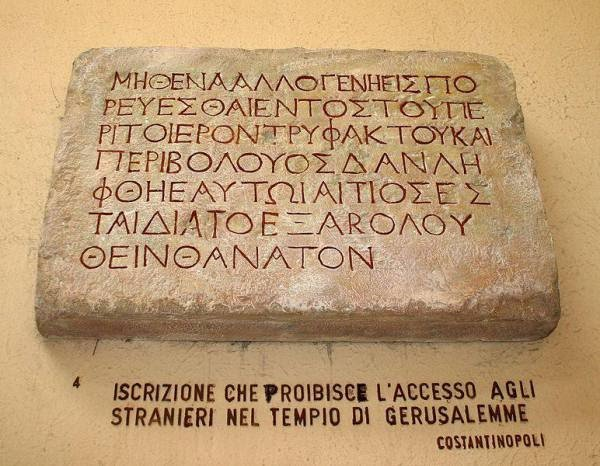 ΜΗΘΕΝΑΑΛΛΟΓΕΝΗΕΙΣΠΟ
ΡΕΥΕΣΘΑΙΕΝΤΟΣΤΟΥΠΕ
ΡΙΤΟΙΕΡΟΝΤΡΥΦΑΚΤΟΥΚΑΙ
ΠΕΡΙΒΟΛΟΥΟΣΔΑΝΛΗ
ΦΘΗΕΑΥΤΩΙΑΙΤΙΟΣΕΣ
ΤΑΙΔΙΑΤΟΕΞΑΚΟΛΟΥ
ΘΕΙΝΘΑΝΑΤΟΝ
4
ISCRIZIONE CHE PROIBISCE L'ACCESSO AGLI
STRANIERI NEL TEMPIO DI GERUSALEMME
COSTANTINOPOLI